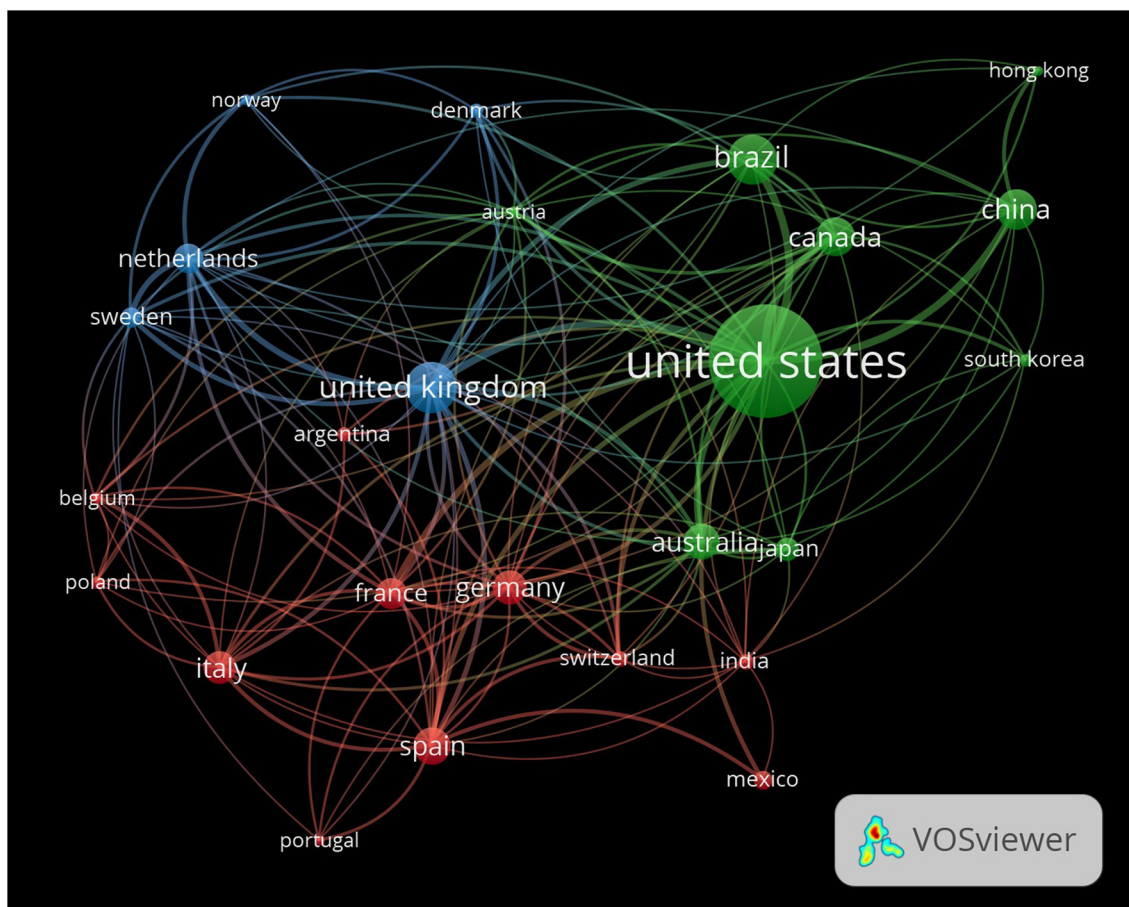 hong kong
norway
denmark
brazil
austria
china
canada
netherlands
sweden
united states
south korea
united kingdom
argentina
belgium
australia
japan
poland
france
germany
switzerland
india
italy
spain
mexico
portugal
VOSviewer